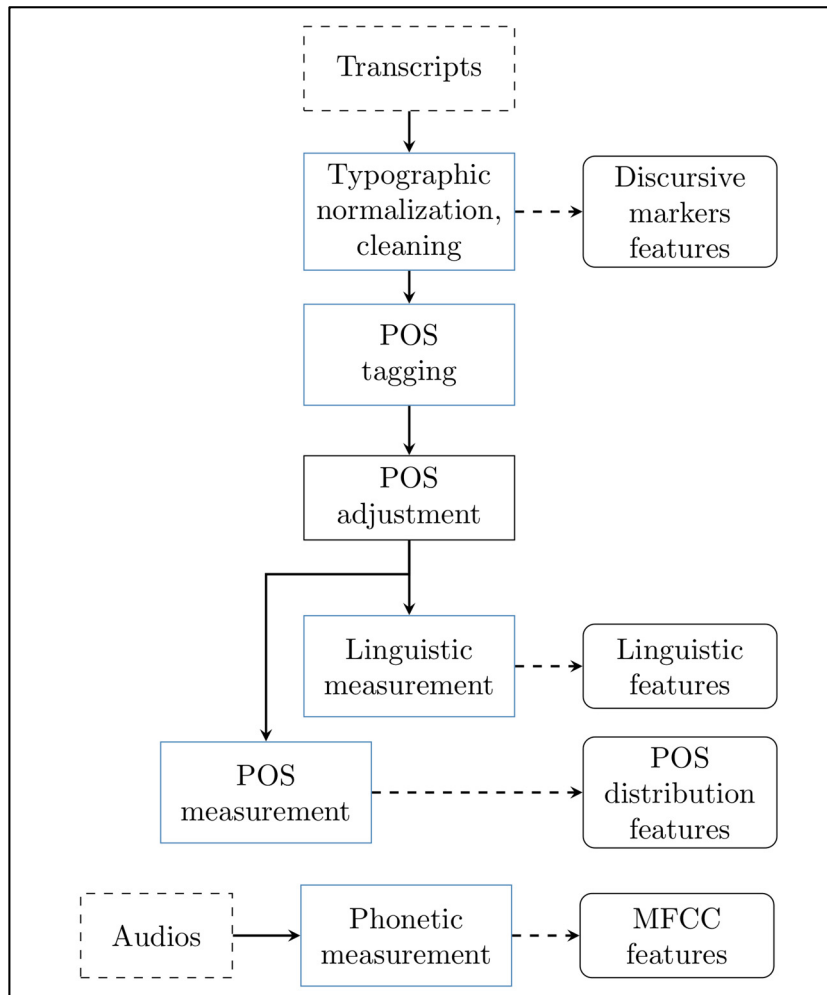 Transcripts
Typographic
normalization,
cleaning
Discursive
markers
features
POS
tagging
POS
adjustment
Linguistic
measurement
Linguistic
features
POS
measurement
POS
distribution
features
Audios
Phonetic
measurement
MFCC
features